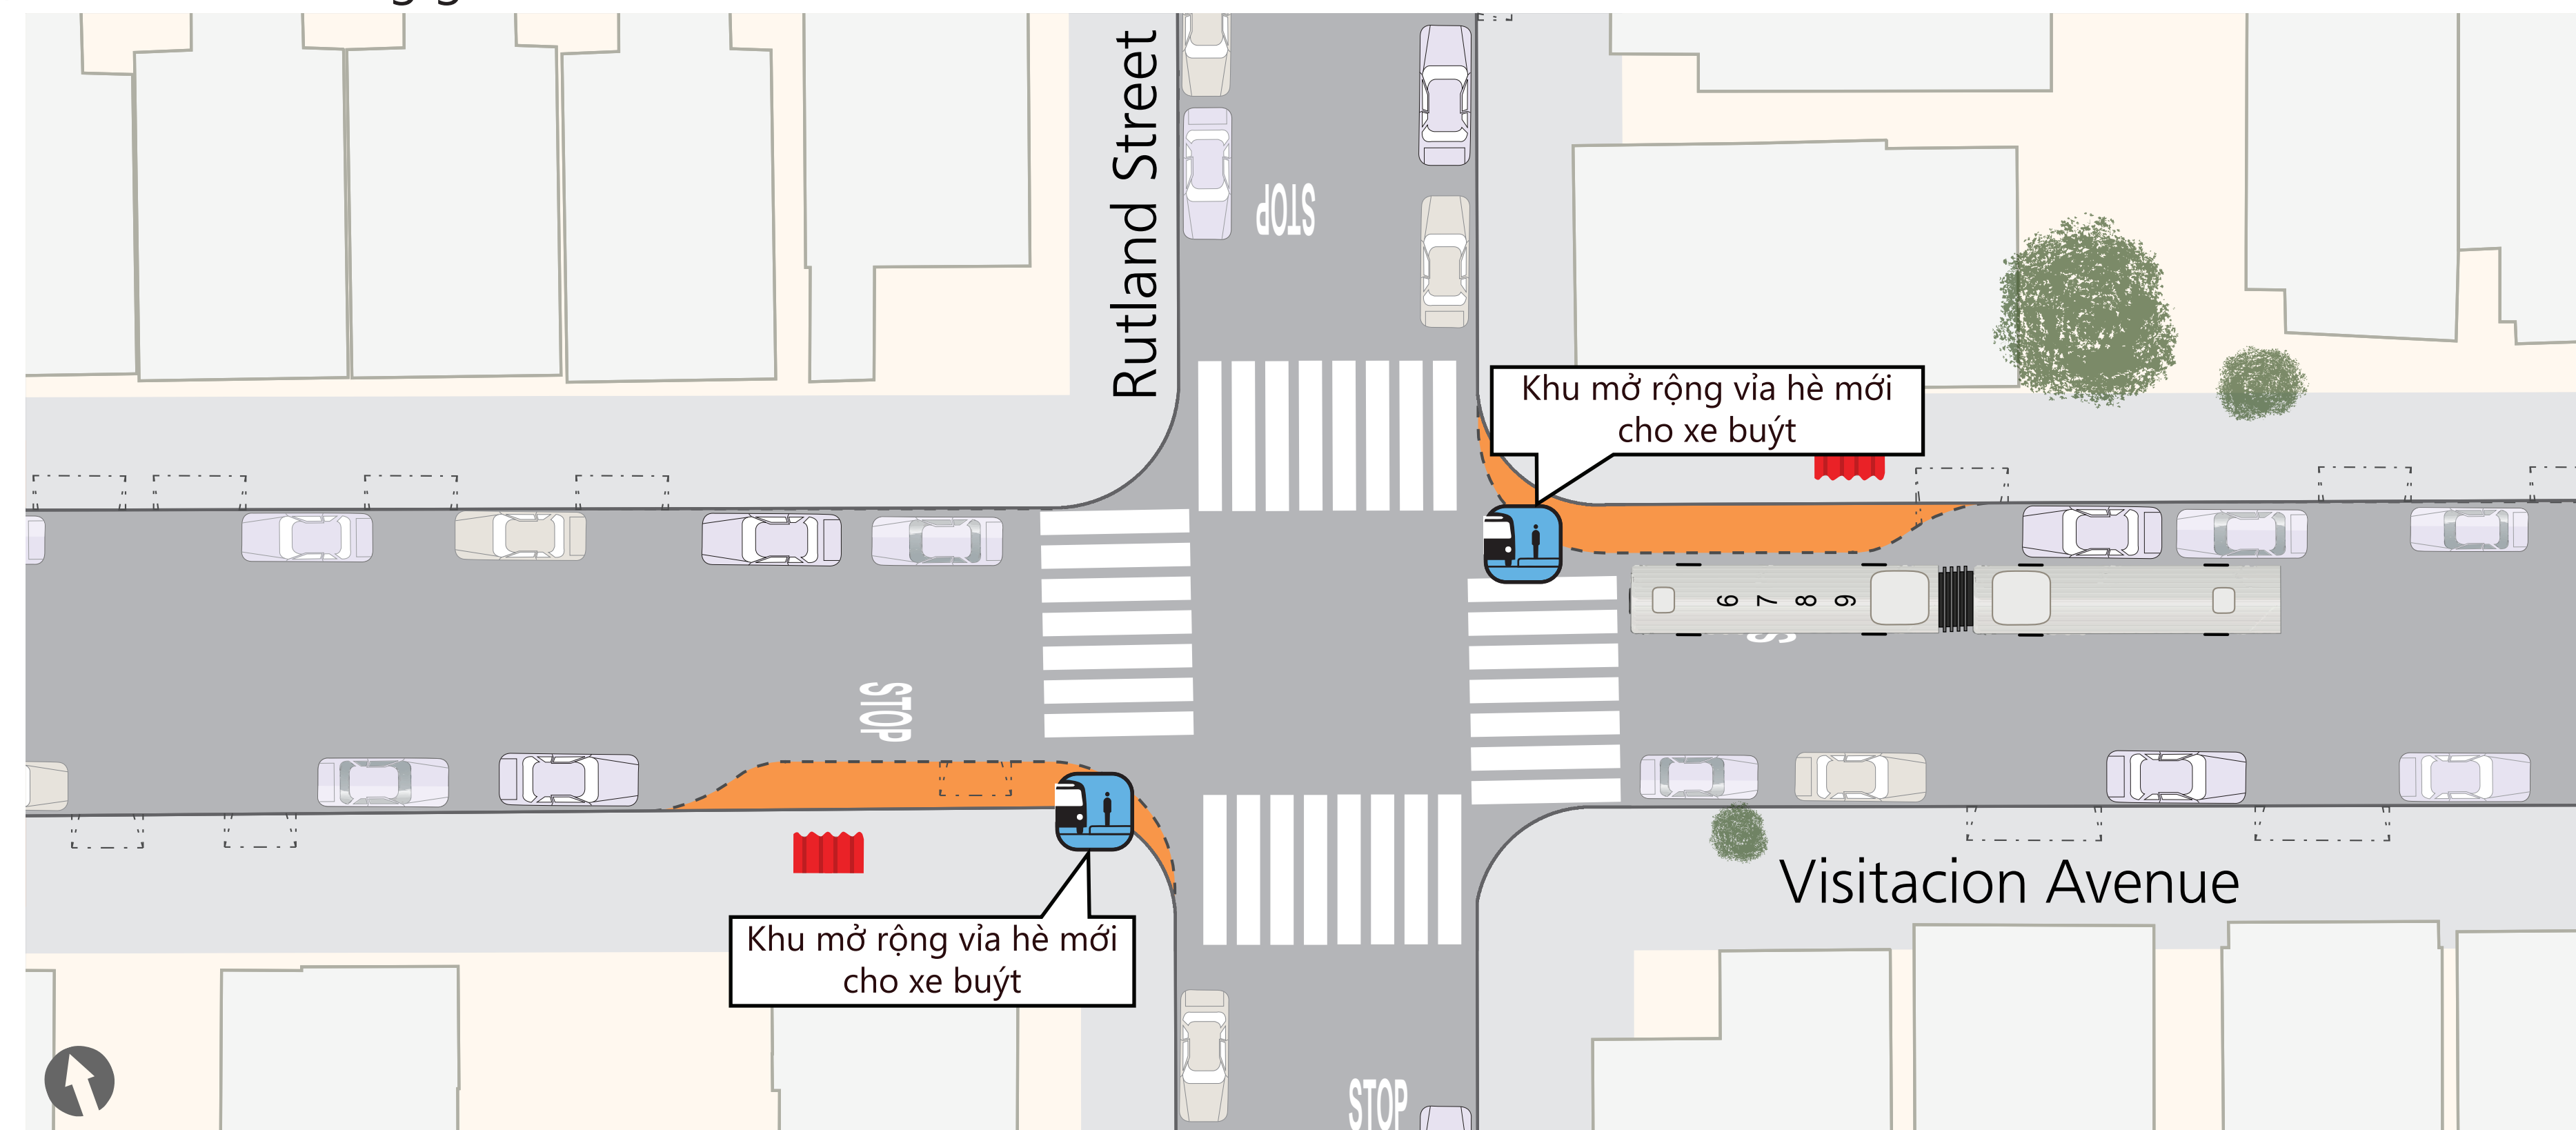 Rutland Street
STOP
Khu mở rộng vỉa hè mới
cho xe buýt
6 7 8 9
S
STOP
Visitacion Avenue
Khu mở rộng vỉa hè mới
cho xe buýt
STOP